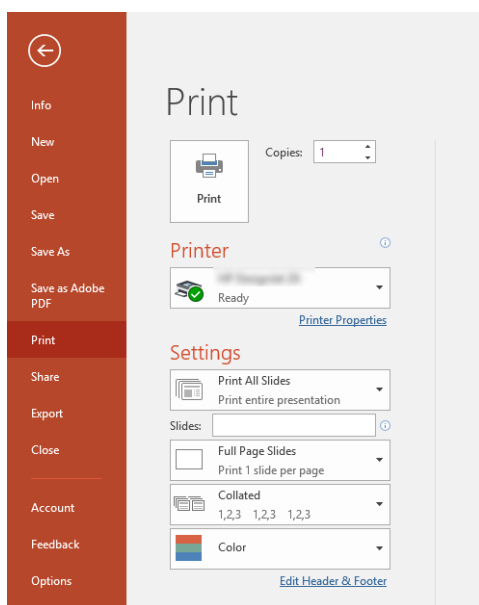 Info
New
Open
Save
Save As
Save as Adobe
PDF
Print
Share
Export
Close
Account
Feedback
Options
Print
Print
Copies: 1
Printer
Ready
Printer Properties
Settings
Print All Slides
Print entire presentation
Slides:
Full Page Slides
Print 1 slide per page
Collated
1,2,3 1,2,3 1,2,3
Color
Edit Header & Footer